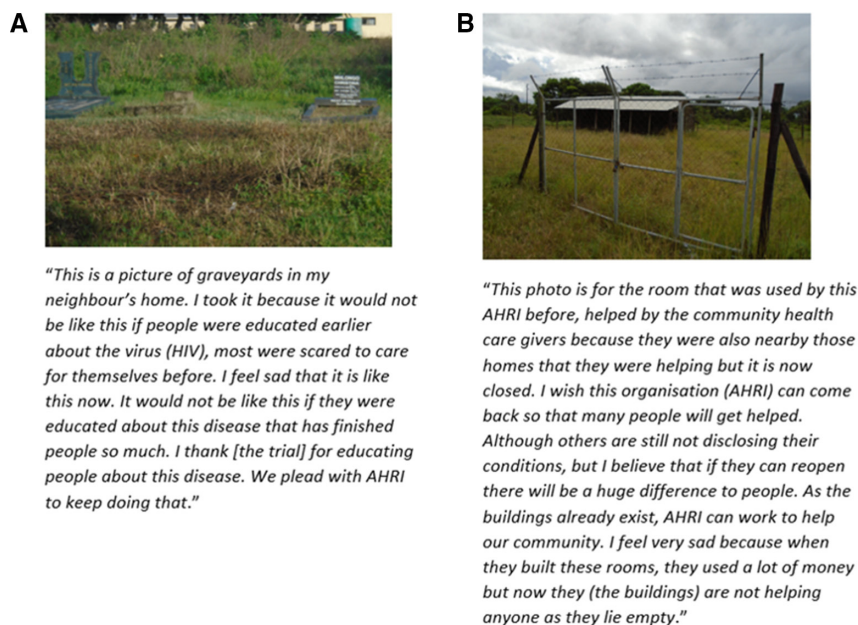 A
"This is a picture of graveyards in my
neighbour's home. I took it because it would not
be like this if people were educated earlier
about the virus (HIV), most were scared to care
for themselves before. I feel sad that it is like
this now. It would not be like this if they were
educated about this disease that has finished
people so much. I thank [the trial] for educating
people about this disease. We plead with AHRI
to keep doing that."
B
"This photo is for the room that was used by this
AHRI before, helped by the community health
care givers because they were also nearby those
homes that they were helping but it is now
closed. I wish this organisation (AHRI) can come
back so that many people will get helped.
Although others are still not disclosing their
conditions, but I believe that if they can reopen
there will be a huge difference to people. As the
buildings already exist, AHRI can work to help
our community. I feel very sad because when
they built these rooms, they used a lot of money
but now they (the buildings) are not helping
anyone as they lie empty."